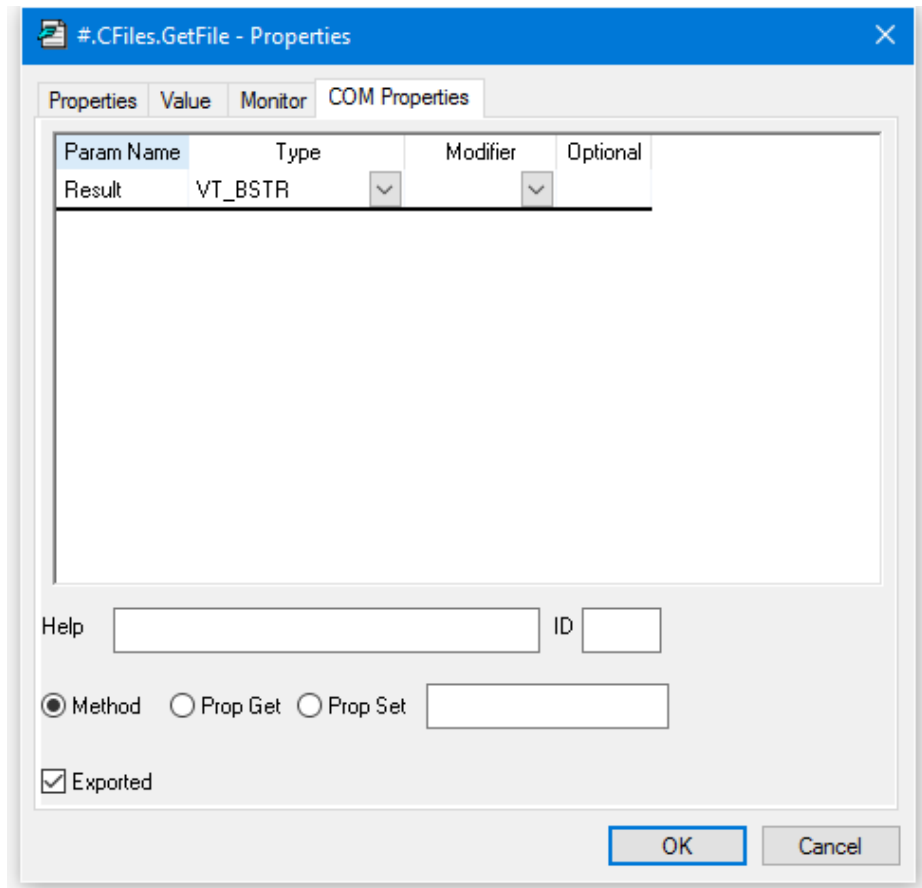 #.CFiles.GetFile - Properties
Properties Value Monitor COM Properties
Param Name Type Modifier Optional
Result VT_BSTR
Help ID
Method Prop Get Prop Set
Exported
OK Cancel